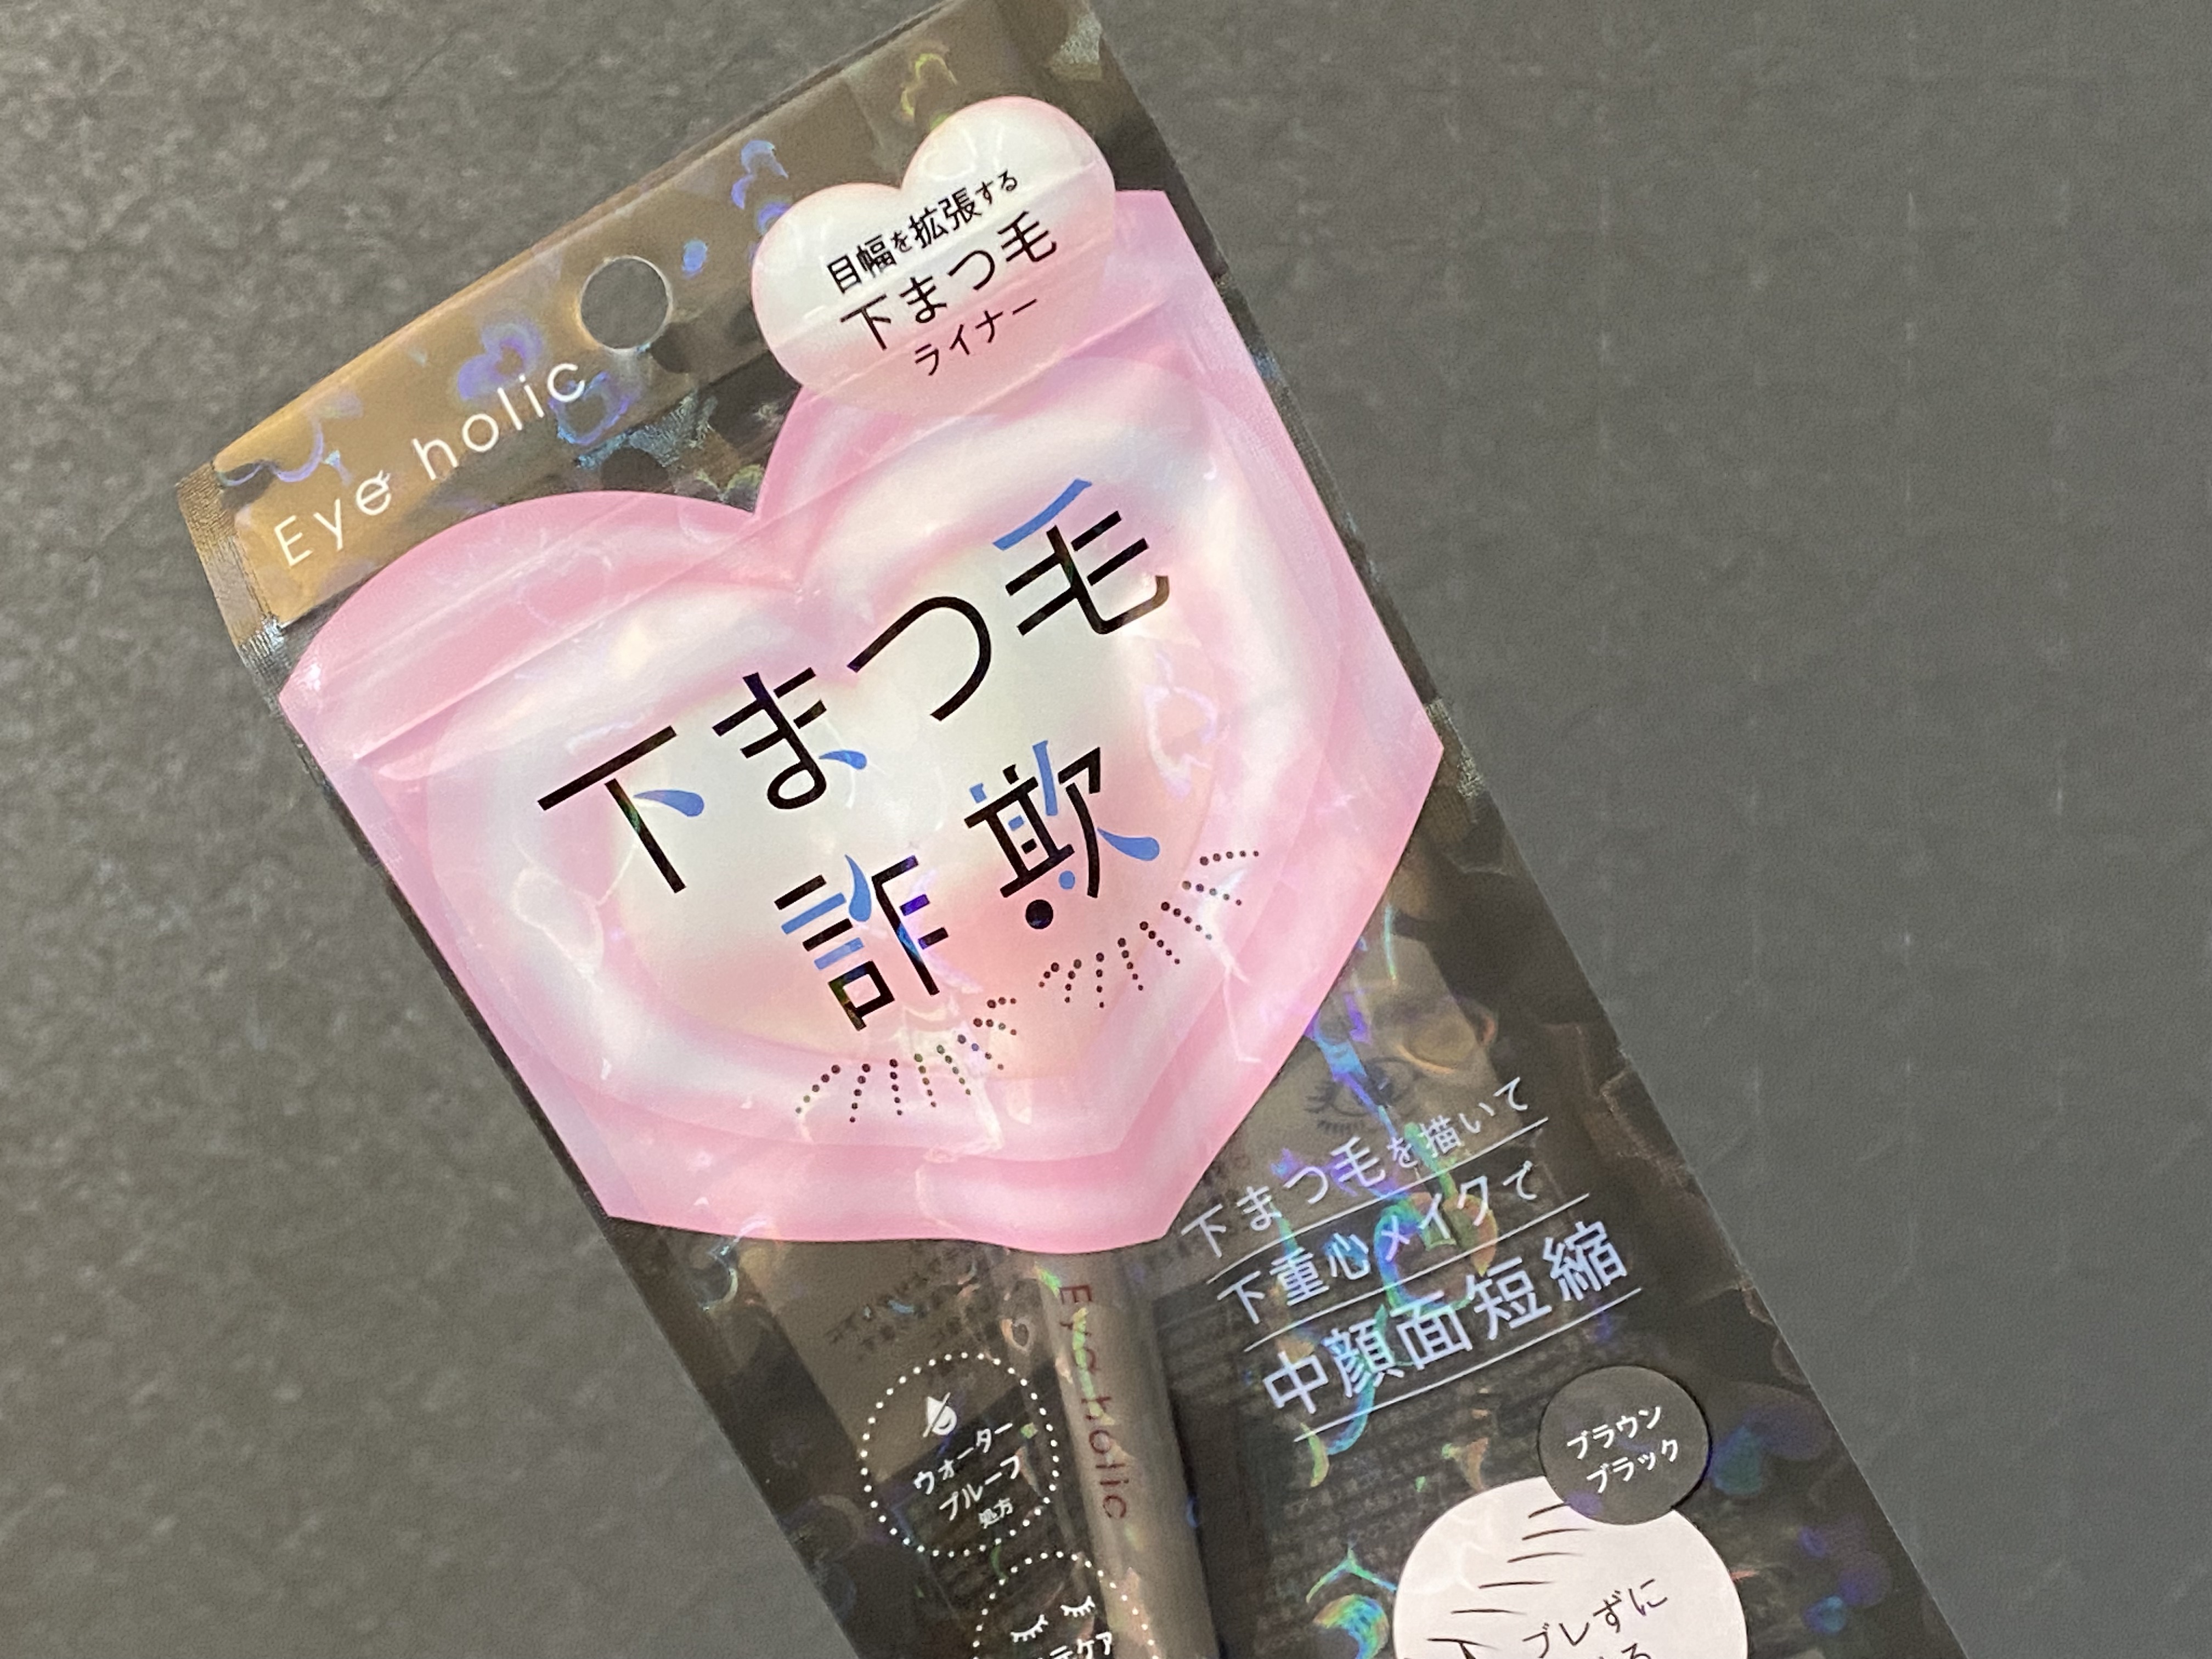 Eye holic
目幅を拡張する
下まつ毛
ライナー
下まつ毛
詐欺
下まつ毛を描いて
下重心メイクで
中顔面短縮
Eye holic
ウォーター
プルーフ
処方
ブラウン
ブラック
ブレずに
ケア